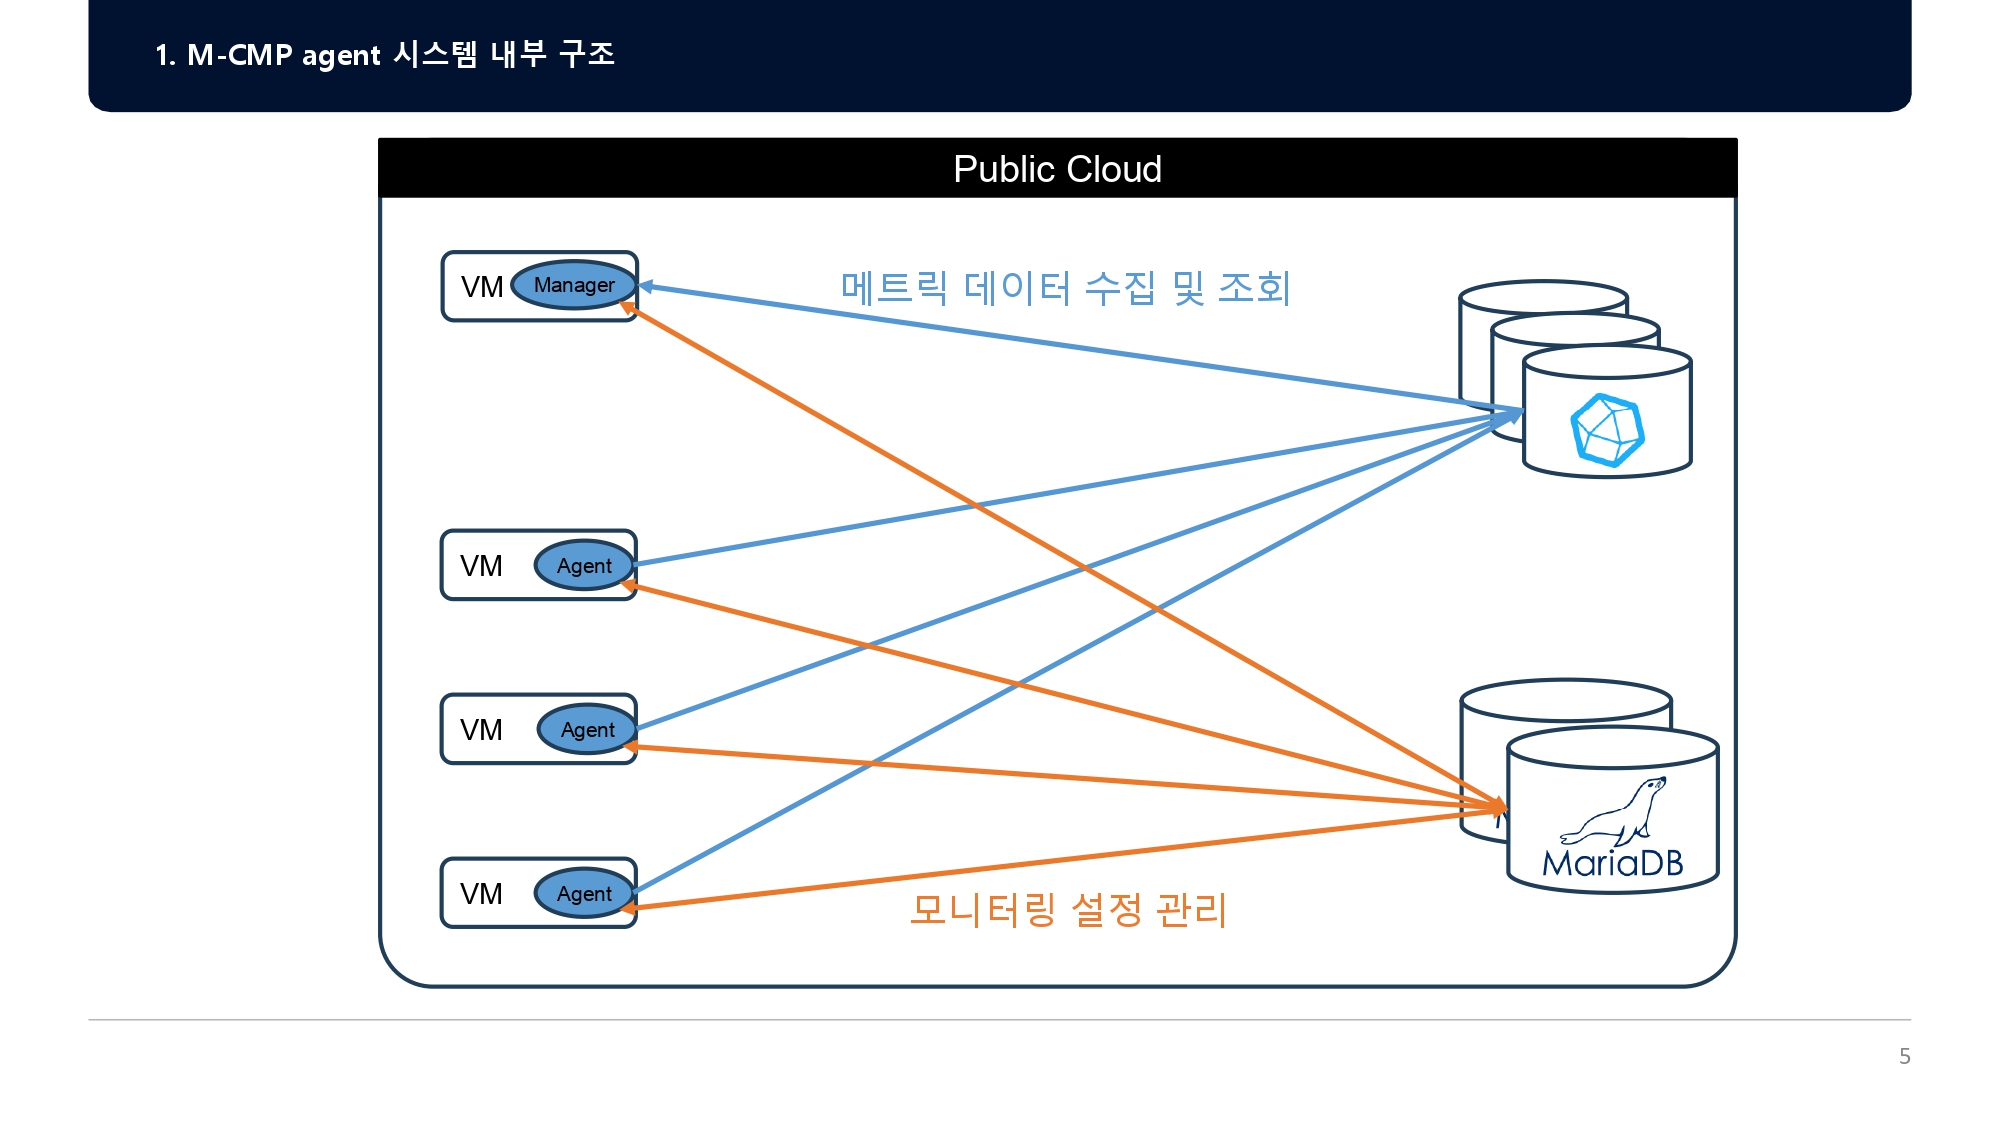 1. M-CMP agent 시스템 내부 구조
Public Cloud
VM Manager
메트릭 데이터 수집 및 조회
VM Agent
VM Agent
MariaDB
VM Agent
모니터링 설정 관리
5